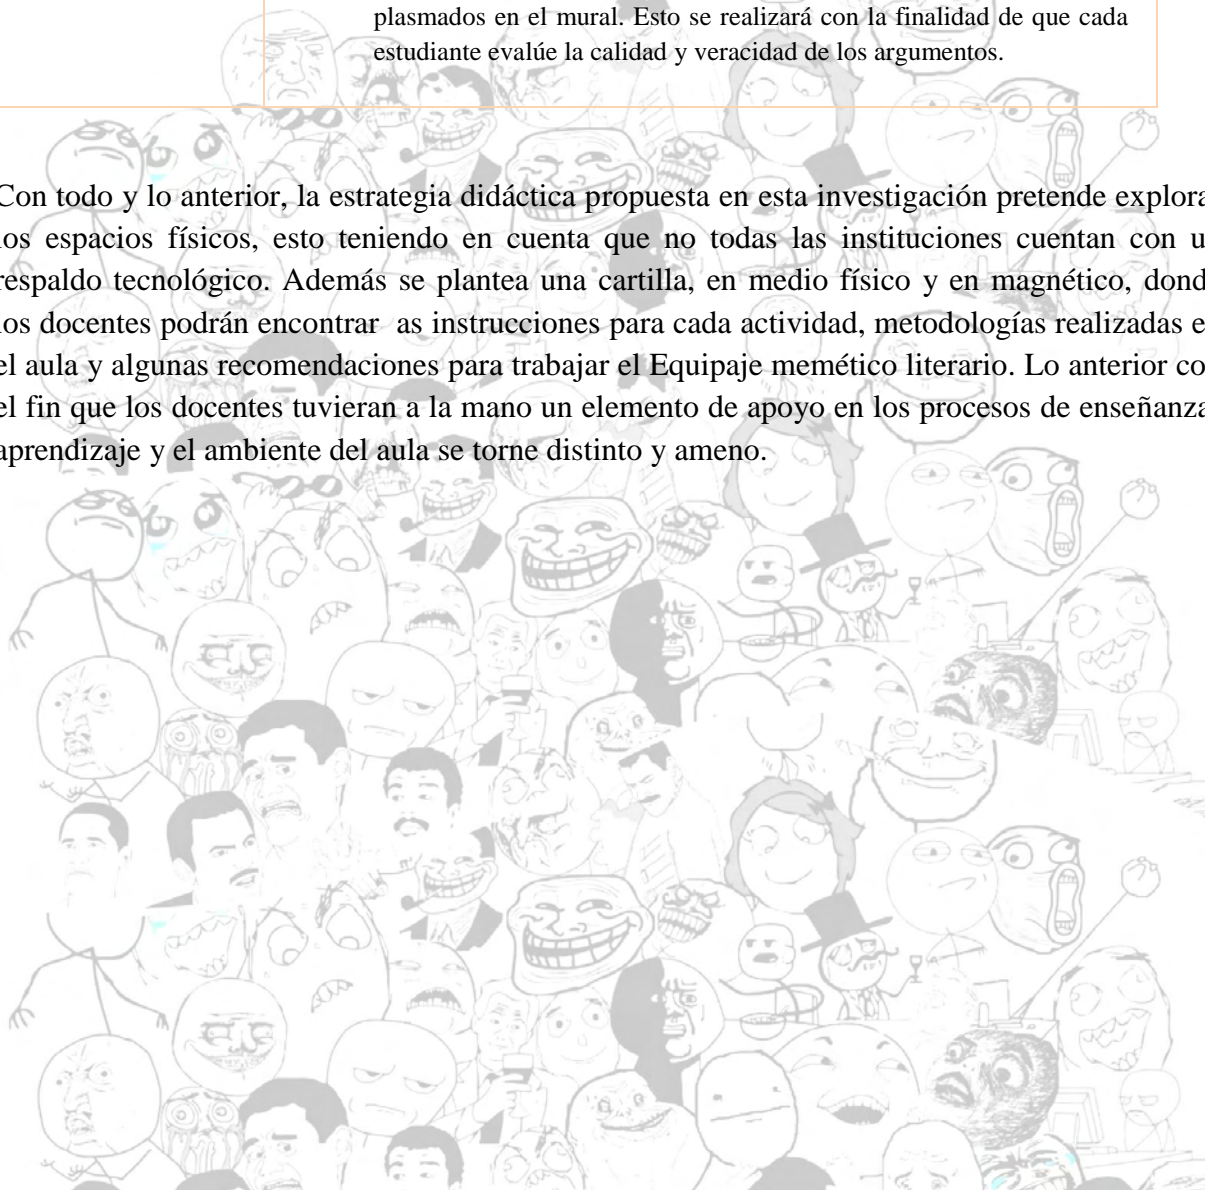 plasmados en el mural. Esto se realizará con la finalidad de que cada
estudiante evalúe la calidad y veracidad de los argumentos.
Con todo y lo anterior, la estrategia didáctica propuesta en esta investigación pretende explora
los espacios físicos, esto teniendo en cuenta que no todas las instituciones cuentan con u
respaldo tecnológico. Además se plantea una cartilla, en medio físico y en magnético, dond
los docentes podrán encontrar as instrucciones para cada actividad, metodologías realizadas e
el aula y algunas recomendaciones para trabajar el Equipaje memético literario. Lo anterior co
el fin que los docentes tuvieran a la mano un elemento de apoyo en los procesos de enseñanza
aprendizaje y el ambiente del aula se torne distinto y ameno.